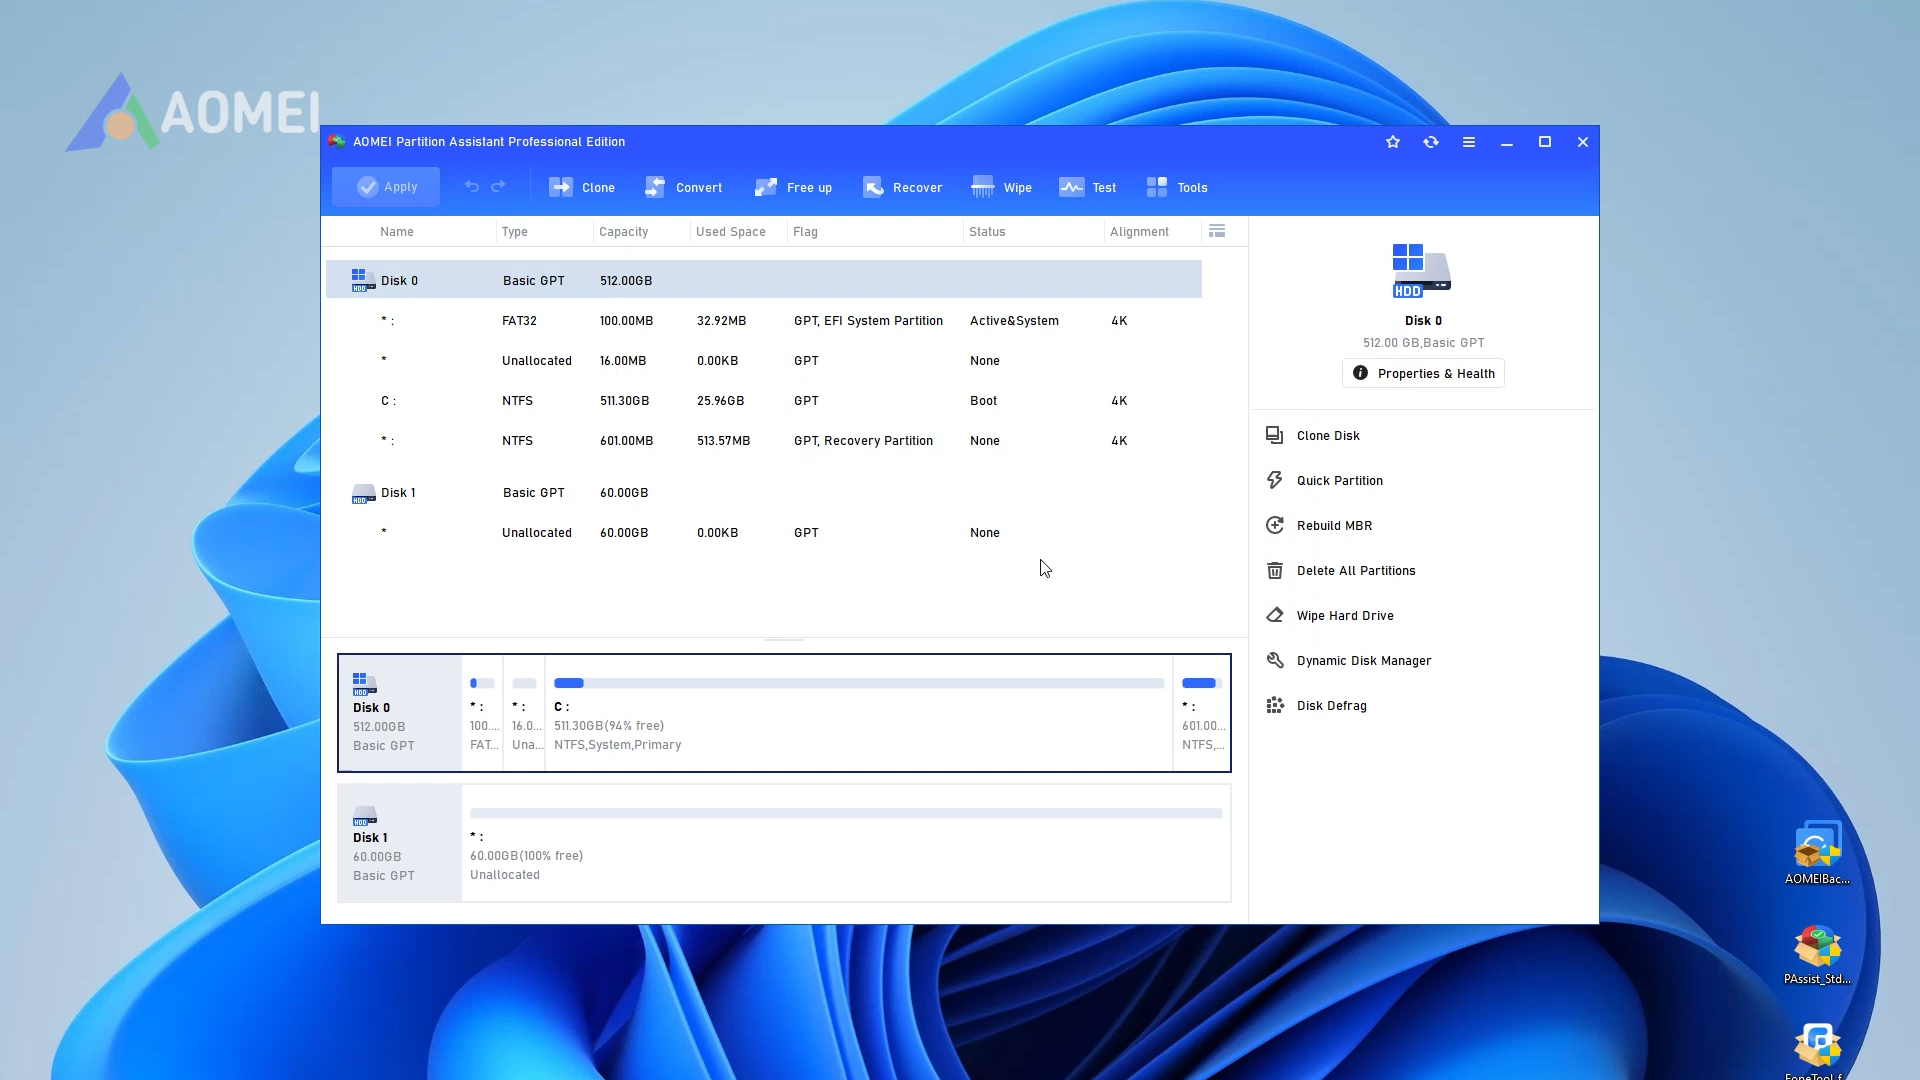 AOMEI
AOMEI Partition Assistant Professional Edition
Apply Clone Convert Free up Recover Wipe Test Tools
Name Type Capacity Used Space Flag Status Alignment
HDD Disk 0 Basic GPT 512.00GB
* : FAT32 100.00MB 32.92MB GPT, EFI System Partition Active&System 4K
* Unallocated 16.00MB 0.00KB GPT None
C : NTFS 511.30GB 25.96GB GPT Boot 4K
* : NTFS 601.00MB 513.57MB GPT, Recovery Partition None 4K
HDD Disk 1 Basic GPT 60.00GB
* Unallocated 60.00GB 0.00KB GPT None
HDD
Disk 0
512.00GB
Basic GPT
* :
100....
FAT...
* :
16.0...
Una...
C :
511.30GB(94% free)
NTFS,System,Primary
* :
601.00...
NTFS,...
HDD
Disk 1
60.00GB
Basic GPT
* :
60.00GB(100% free)
Unallocated
HDD
Disk 0
512.00 GB,Basic GPT
Properties & Health
Clone Disk
Quick Partition
Rebuild MBR
Delete All Partitions
Wipe Hard Drive
Dynamic Disk Manager
Disk Defrag
AOMEIBac...
PAssist_Std...
FoneTool_f...